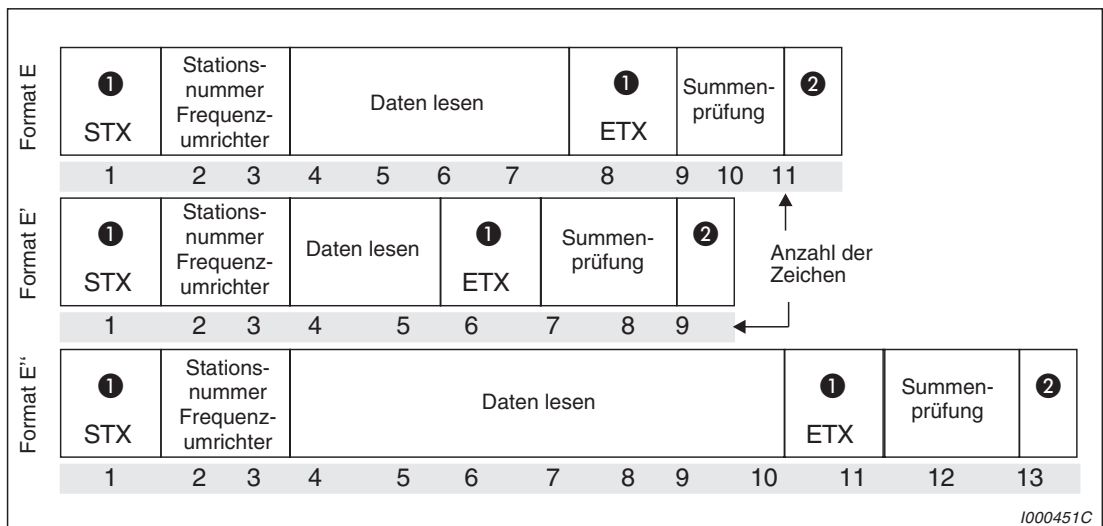 Format E
❶
STX
Stations-
nummer
Frequenz-
umrichter
Daten lesen
❶
ETX
Summen-
prüfung
❷
1 2 3 4 5 6 7 8 9 10 11
Format E’
❶
STX
Stations-
nummer
Frequenz-
umrichter
Daten lesen
❶
ETX
Summen-
prüfung
❷
Anzahl der
Zeichen
1 2 3 4 5 6 7 8 9
Format E’‘
❶
STX
Stations-
nummer
Frequenz-
umrichter
Daten lesen
❶
ETX
Summen-
prüfung
❷
1 2 3 4 5 6 7 8 9 10 11 12 13
I000451C